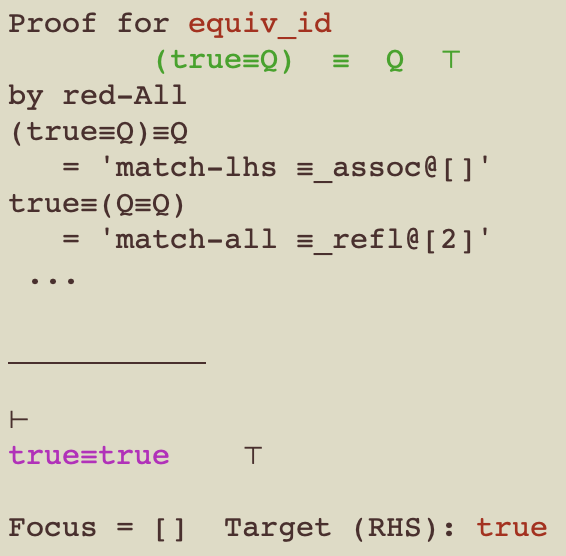 Proof for equiv_id
(true≡Q) ≡ Q ⊤
by red-All
(true≡Q)≡Q
= 'match-lhs ≡_assoc@[]'
true≡(Q≡Q)
= 'match-all ≡_refl@[2]'
...
⊢
true≡true ⊤
Focus = [] Target (RHS): true